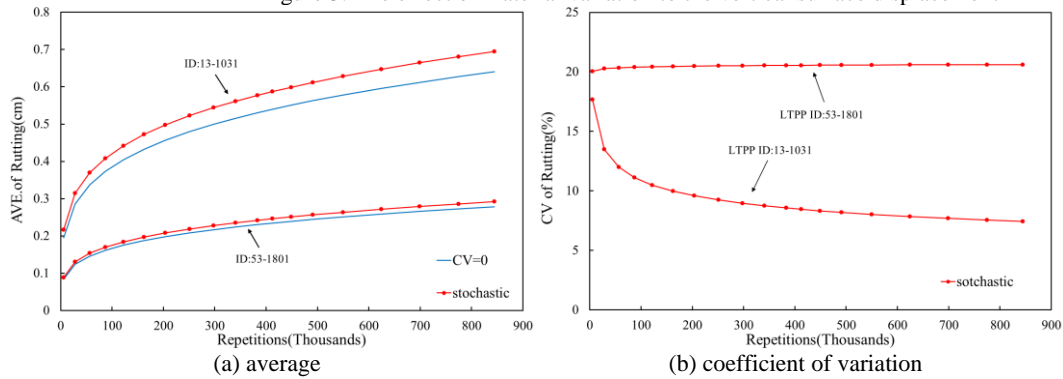 0.8
0.7
0.6
0.5
0.4
0.3
0.2
0.1
0
AVE.of Rutting(cm)
ID:13-1031
ID:53-1801
CV=0
stochastic
0 100 200 300 400 500 600 700 800 900
Repetitions(Thousands)
(a) average
25
20
15
10
5
0
CV of Rutting(%)
LTPP ID:53-1801
LTPP ID:13-1031
sotchastic
0 100 200 300 400 500 600 700 800 900
Repetitions(Thousands)
(b) coefficient of variation